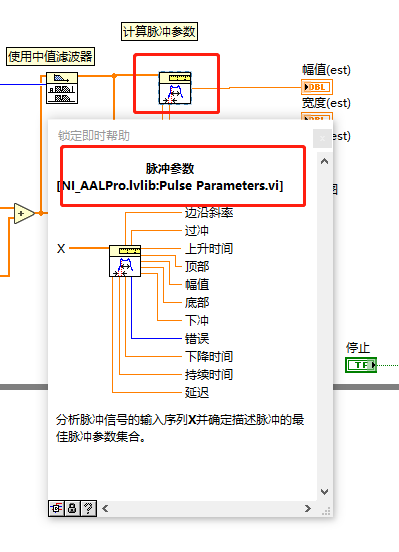 计算脉冲参数
使用中值滤波器
幅值(est)
DBL
宽度(est)
DBL
(est)
图
锁定即时帮助
脉冲参数
[NI_AALPro.lvlib:Pulse Parameters.vi]
X
边沿斜率
过冲
上升时间
顶部
幅值
底部
下冲
错误
下降时间
持续时间
延迟
停止
TF
分析脉冲信号的输入序列X并确定描述脉冲的最
佳脉冲参数集合。
?